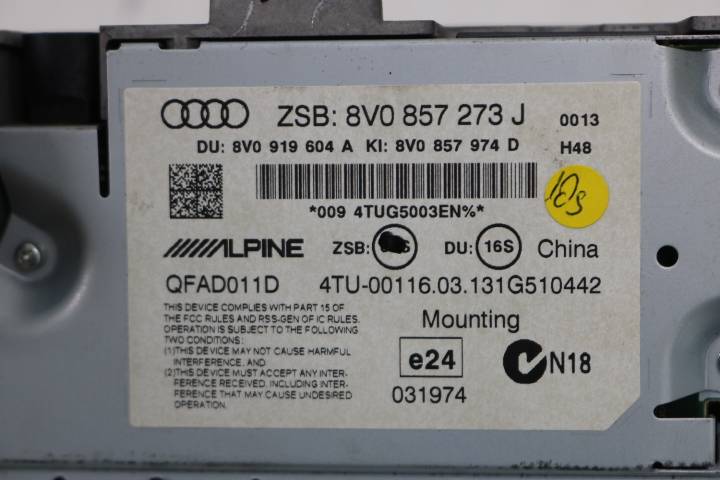 ZSB: 8V0 857 273 J 0013
DU: 8V0 919 604 A KI: 8V0 857 974 D H48
*009 4TUG5003EN%*
ALPINE ZSB: DU: 16S China
QFAD011D 4TU-00116.03.131G510442
THIS DEVICE COMPLIES WITH PART 15 OF
THE FCC RULES AND RSS-GEN OF IC RULES.
OPERATION IS SUBJECT TO THE FOLLOWING
TWO CONDITIONS:
(1)THIS DEVICE MAY NOT CAUSE HARMFUL
INTERFERENCE, AND
(2)THIS DEVICE MUST ACCEPT ANY INTER-
FERENCE RECEIVED, INCLUDING INTER-
FERENCE THAT MAY CAUSE UNDESIRED
OPERATION.
Mounting
e24 N18
031974